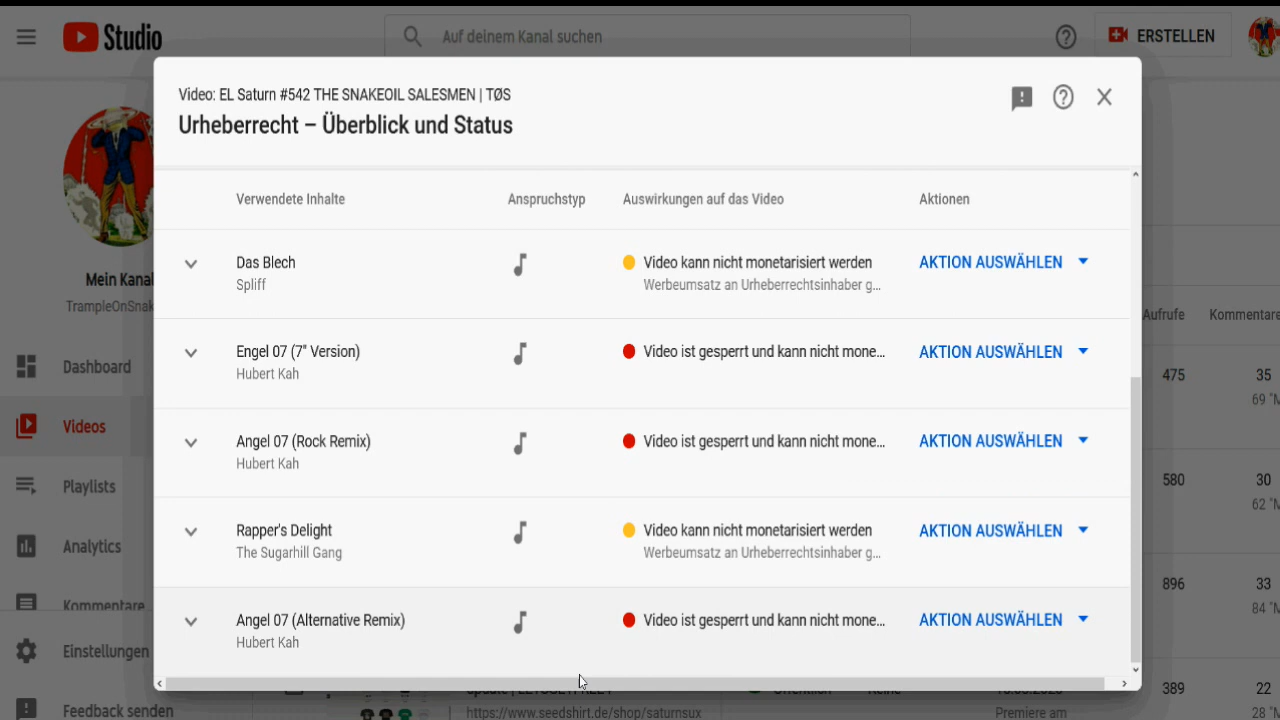 Studio
Auf deinem Kanal suchen
ERSTELLEN
Video: EL Saturn #542 THE SNAKEOIL SALESMEN | TØS
Urheberrecht – Überblick und Status
Verwendete Inhalte
Anspruchstyp
Auswirkungen auf das Video
Aktionen
Das Blech
Spliff
Video kann nicht monetarisiert werden
Werbeumsatz an Urheberrechtsinhaber g...
AKTION AUSWÄHLEN
Engel 07 (7" Version)
Hubert Kah
Video ist gesperrt und kann nicht mone...
AKTION AUSWÄHLEN
Angel 07 (Rock Remix)
Hubert Kah
Video ist gesperrt und kann nicht mone...
AKTION AUSWÄHLEN
Rapper's Delight
The Sugarhill Gang
Video kann nicht monetarisiert werden
Werbeumsatz an Urheberrechtsinhaber g...
AKTION AUSWÄHLEN
Angel 07 (Alternative Remix)
Hubert Kah
Video ist gesperrt und kann nicht mone...
AKTION AUSWÄHLEN
Mein Kanal
TrampleOnSnak
Dashboard
Videos
Playlists
Analytics
Kommentare
Einstellungen
Feedback senden
Aufrufe
Kommentare
475
35
69 "M
580
30
62 "M
896
33
84 "M
389
22
28 "M
https://www.seedshirt.de/shop/saturnsux
Premiere am